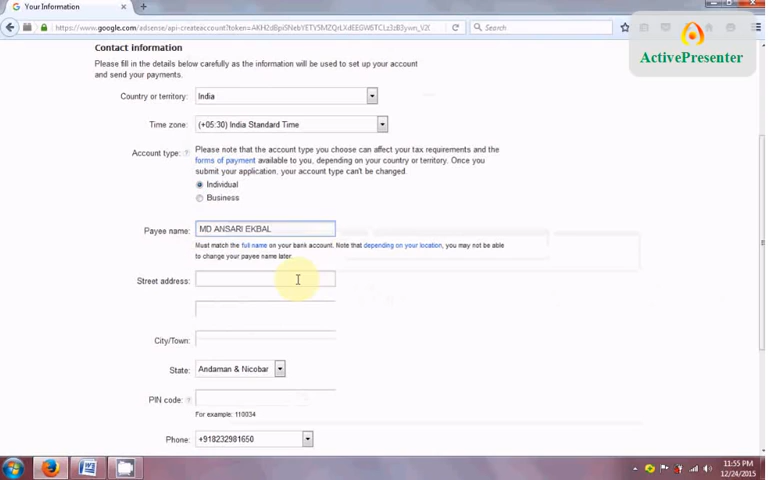 Your Information
https://www.google.com/adsense/api-createaccount?token=
Search
ActivePresenter
Contact information
Please fill in the details below carefully as the information will be used to set up your account
and send your payments.
Country or territory: India
Time zone: (+05:30) India Standard Time
Account type: ? Please note that the account type you choose can affect your tax requirements and the
forms of payment available to you, depending on your country or territory. Once you
submit your application, your account type can't be changed.
Individual
Business
Payee name: MD ANSARI EKBAL
Must match the full name on your bank account. Note that depending on your location, you may not be able
to change your payee name later.
Street address:
City/Town:
State: Andaman & Nicobar
PIN code: ?
For example: 110034
Phone: +918232981650
11:55 PM
12/24/2015